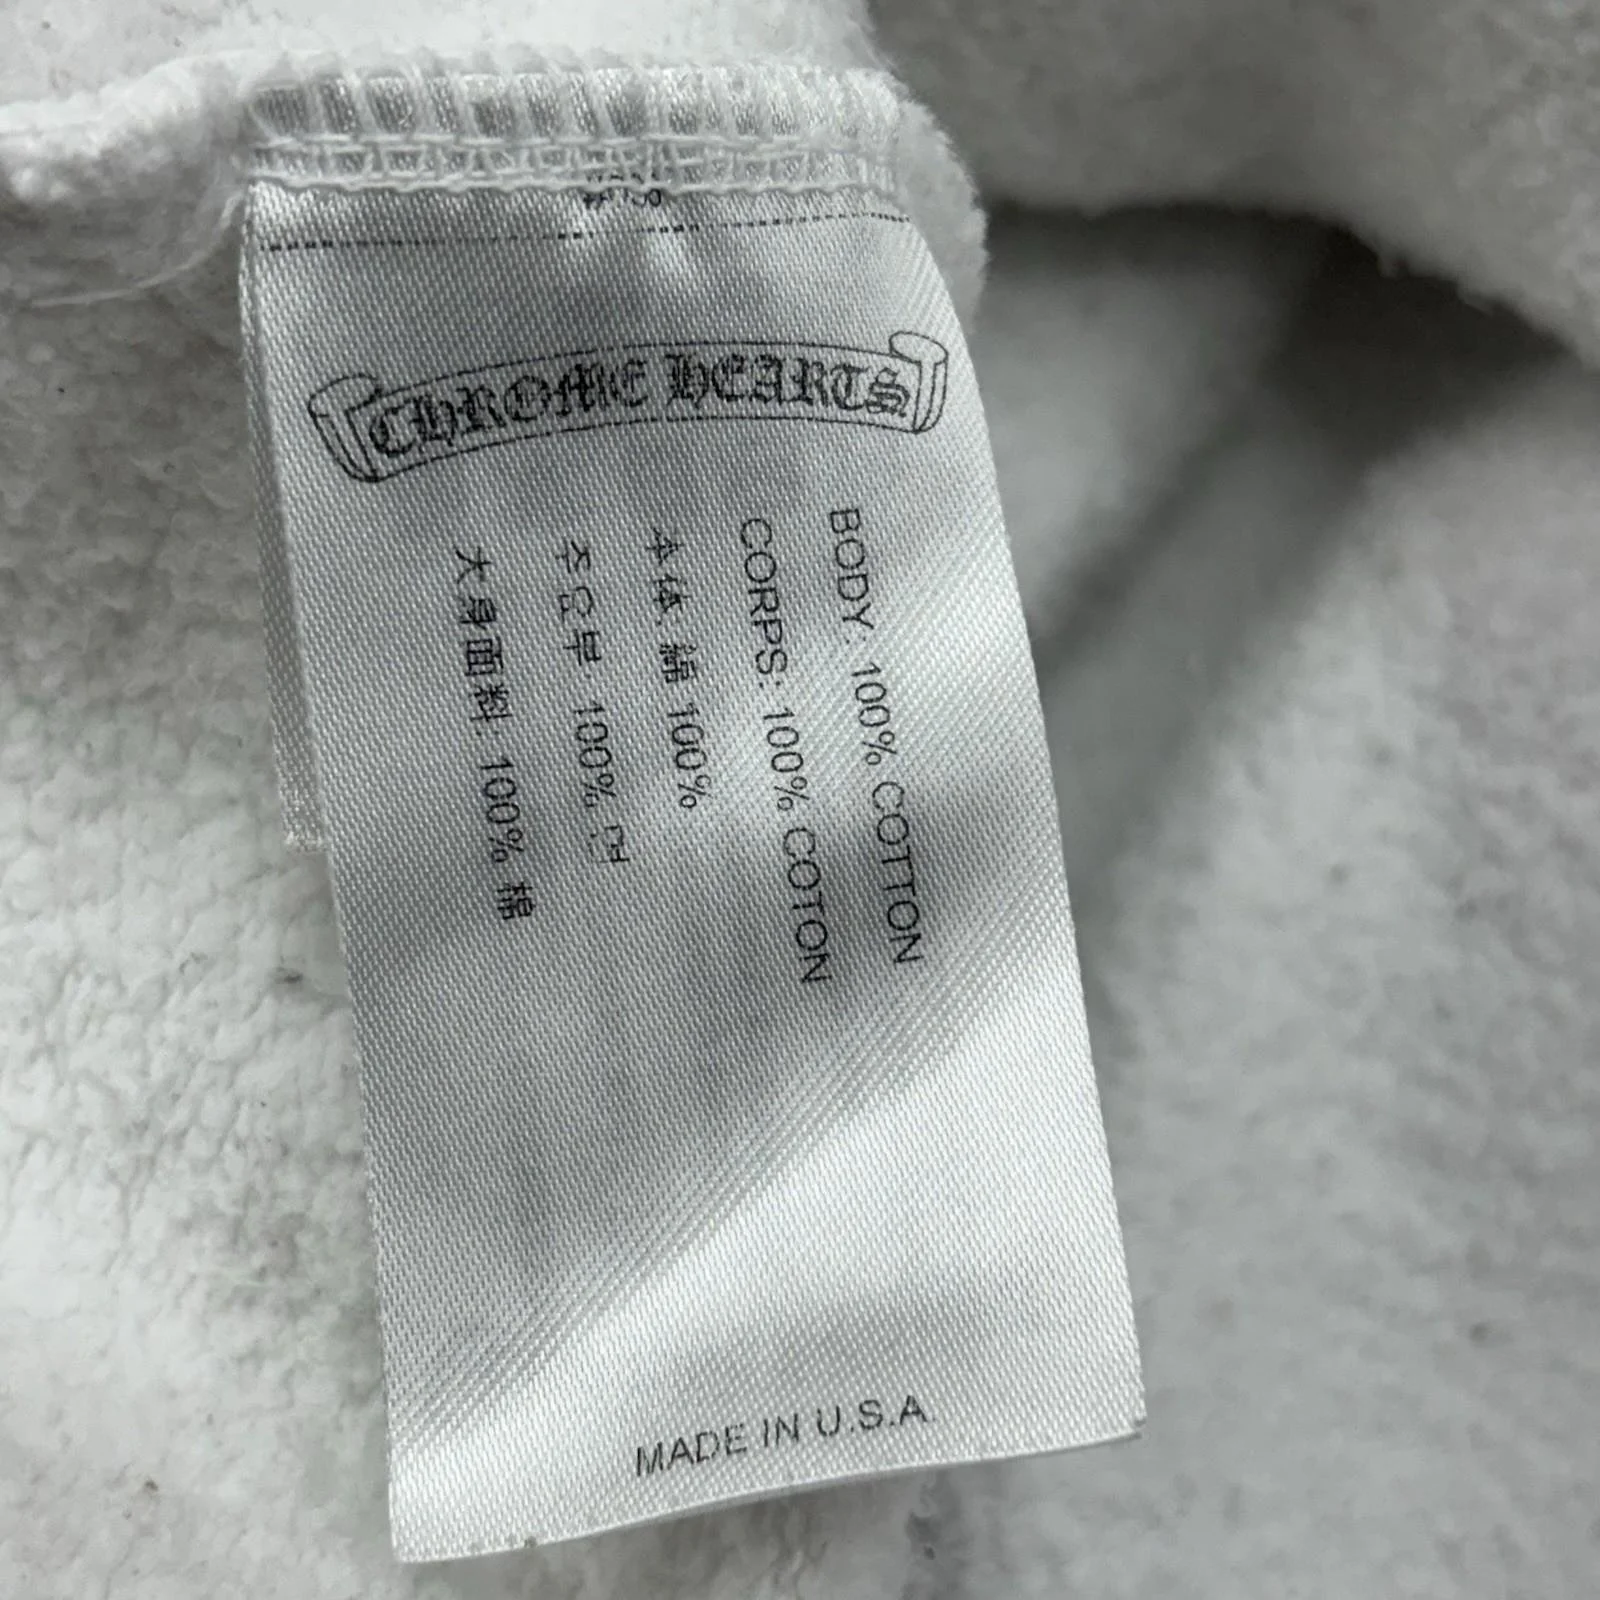 CHROME HEARTS
BODY: 100% COTTON
CORPS: 100% COTON
本体 綿 100%
주요부 100% 면
大身面料: 100% 棉
MADE IN U.S.A.